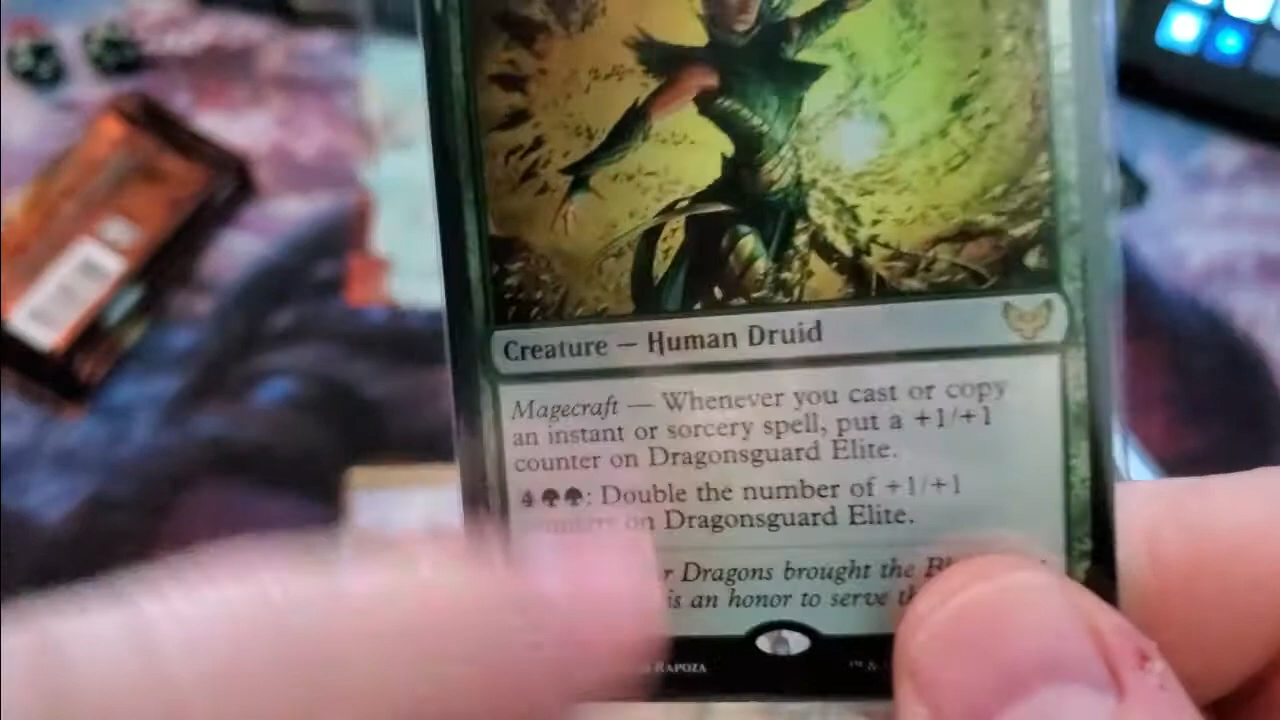 Creature — Human Druid
Magecraft — Whenever you cast or copy
an instant or sorcery spell, put a +1/+1
counter on Dragonsguard Elite.
4: Double the number of +1/+1
counters on Dragonsguard Elite.
r Dragons brought the
is an honor to serve
RAPOZA